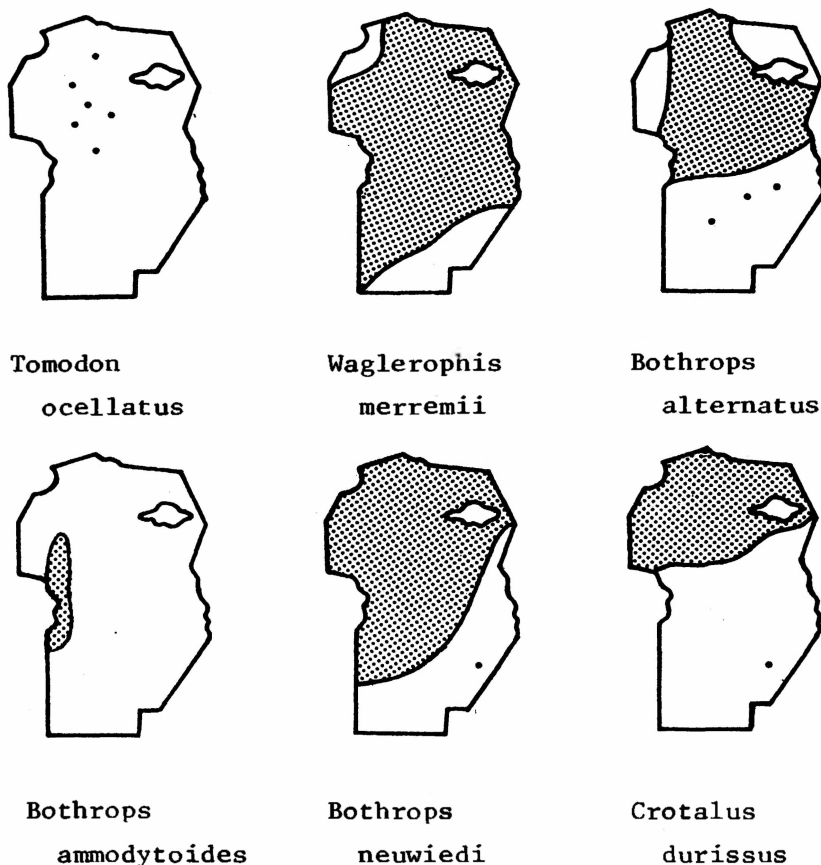 Tomodon
ocellatus
Waglerophis
merremii
Bothrops
alternatus
Bothrops
ammodytoides
Bothrops
neuwiedi
Crotalus
durissus